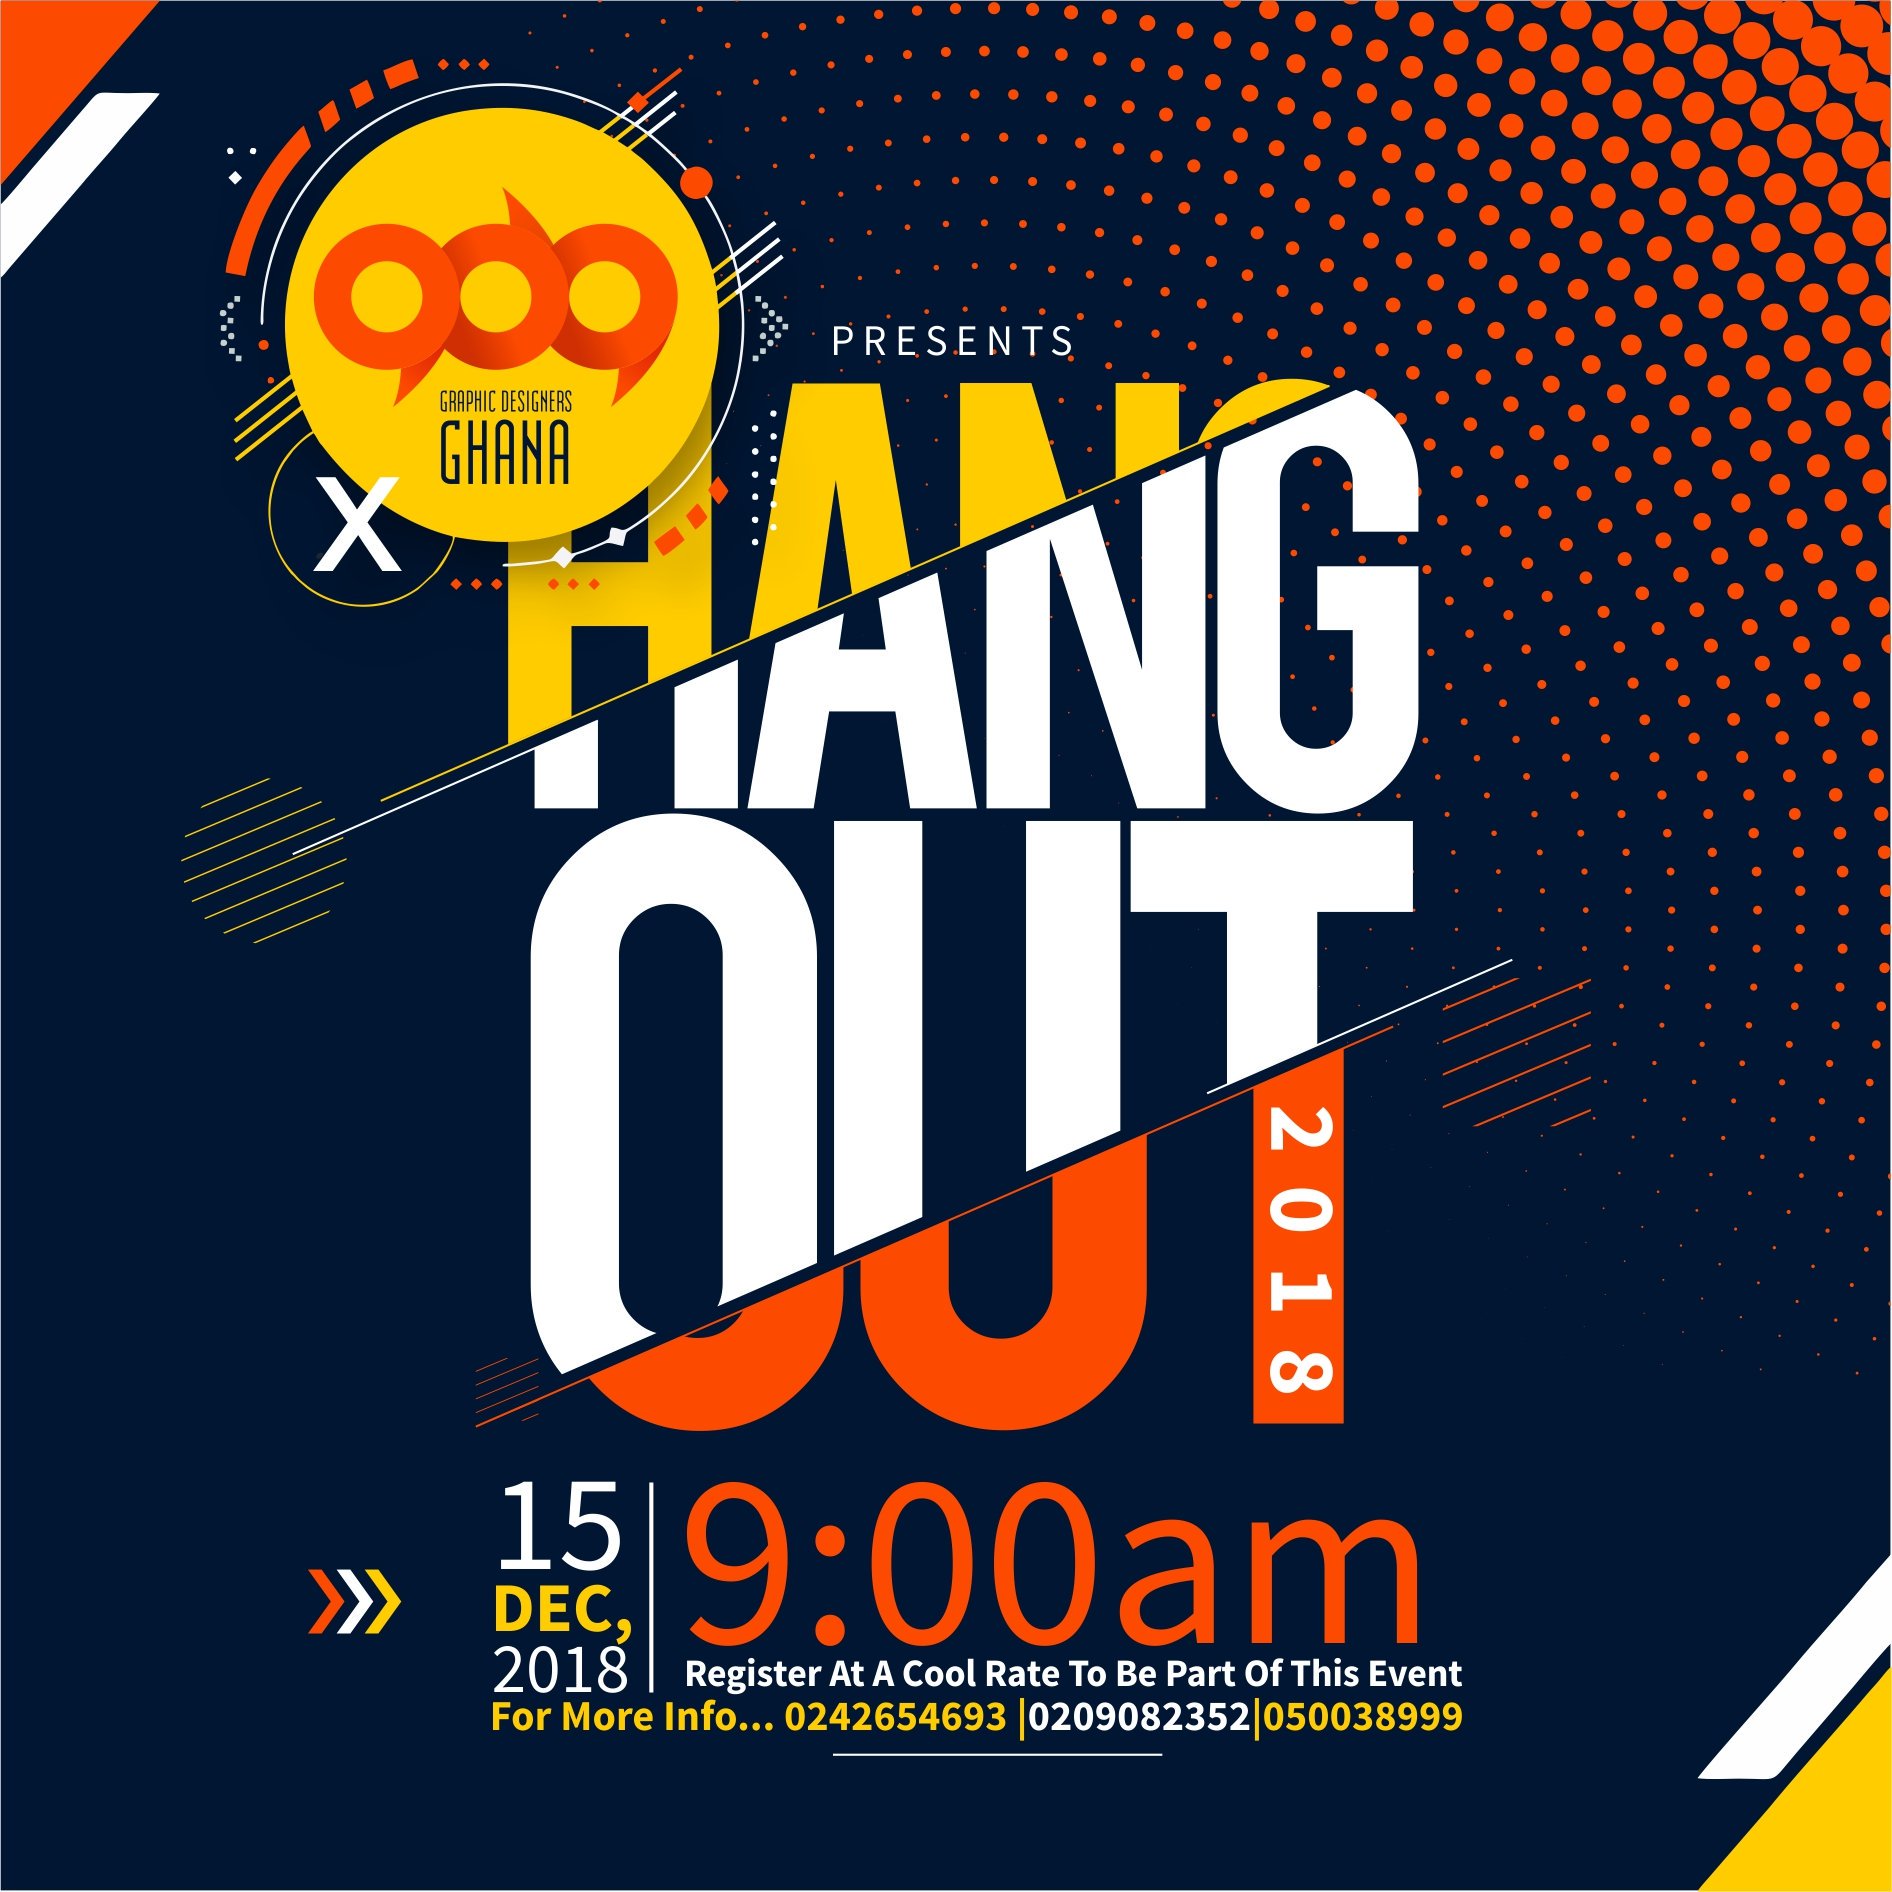 GRAPHIC DESIGNERS
GHANA
X
PRESENTS
HANG
OUT
2018
15
DEC,
2018
9:00am
Register At A Cool Rate To Be Part Of This Event
For More Info... 0242654693 |0209082352|050038999